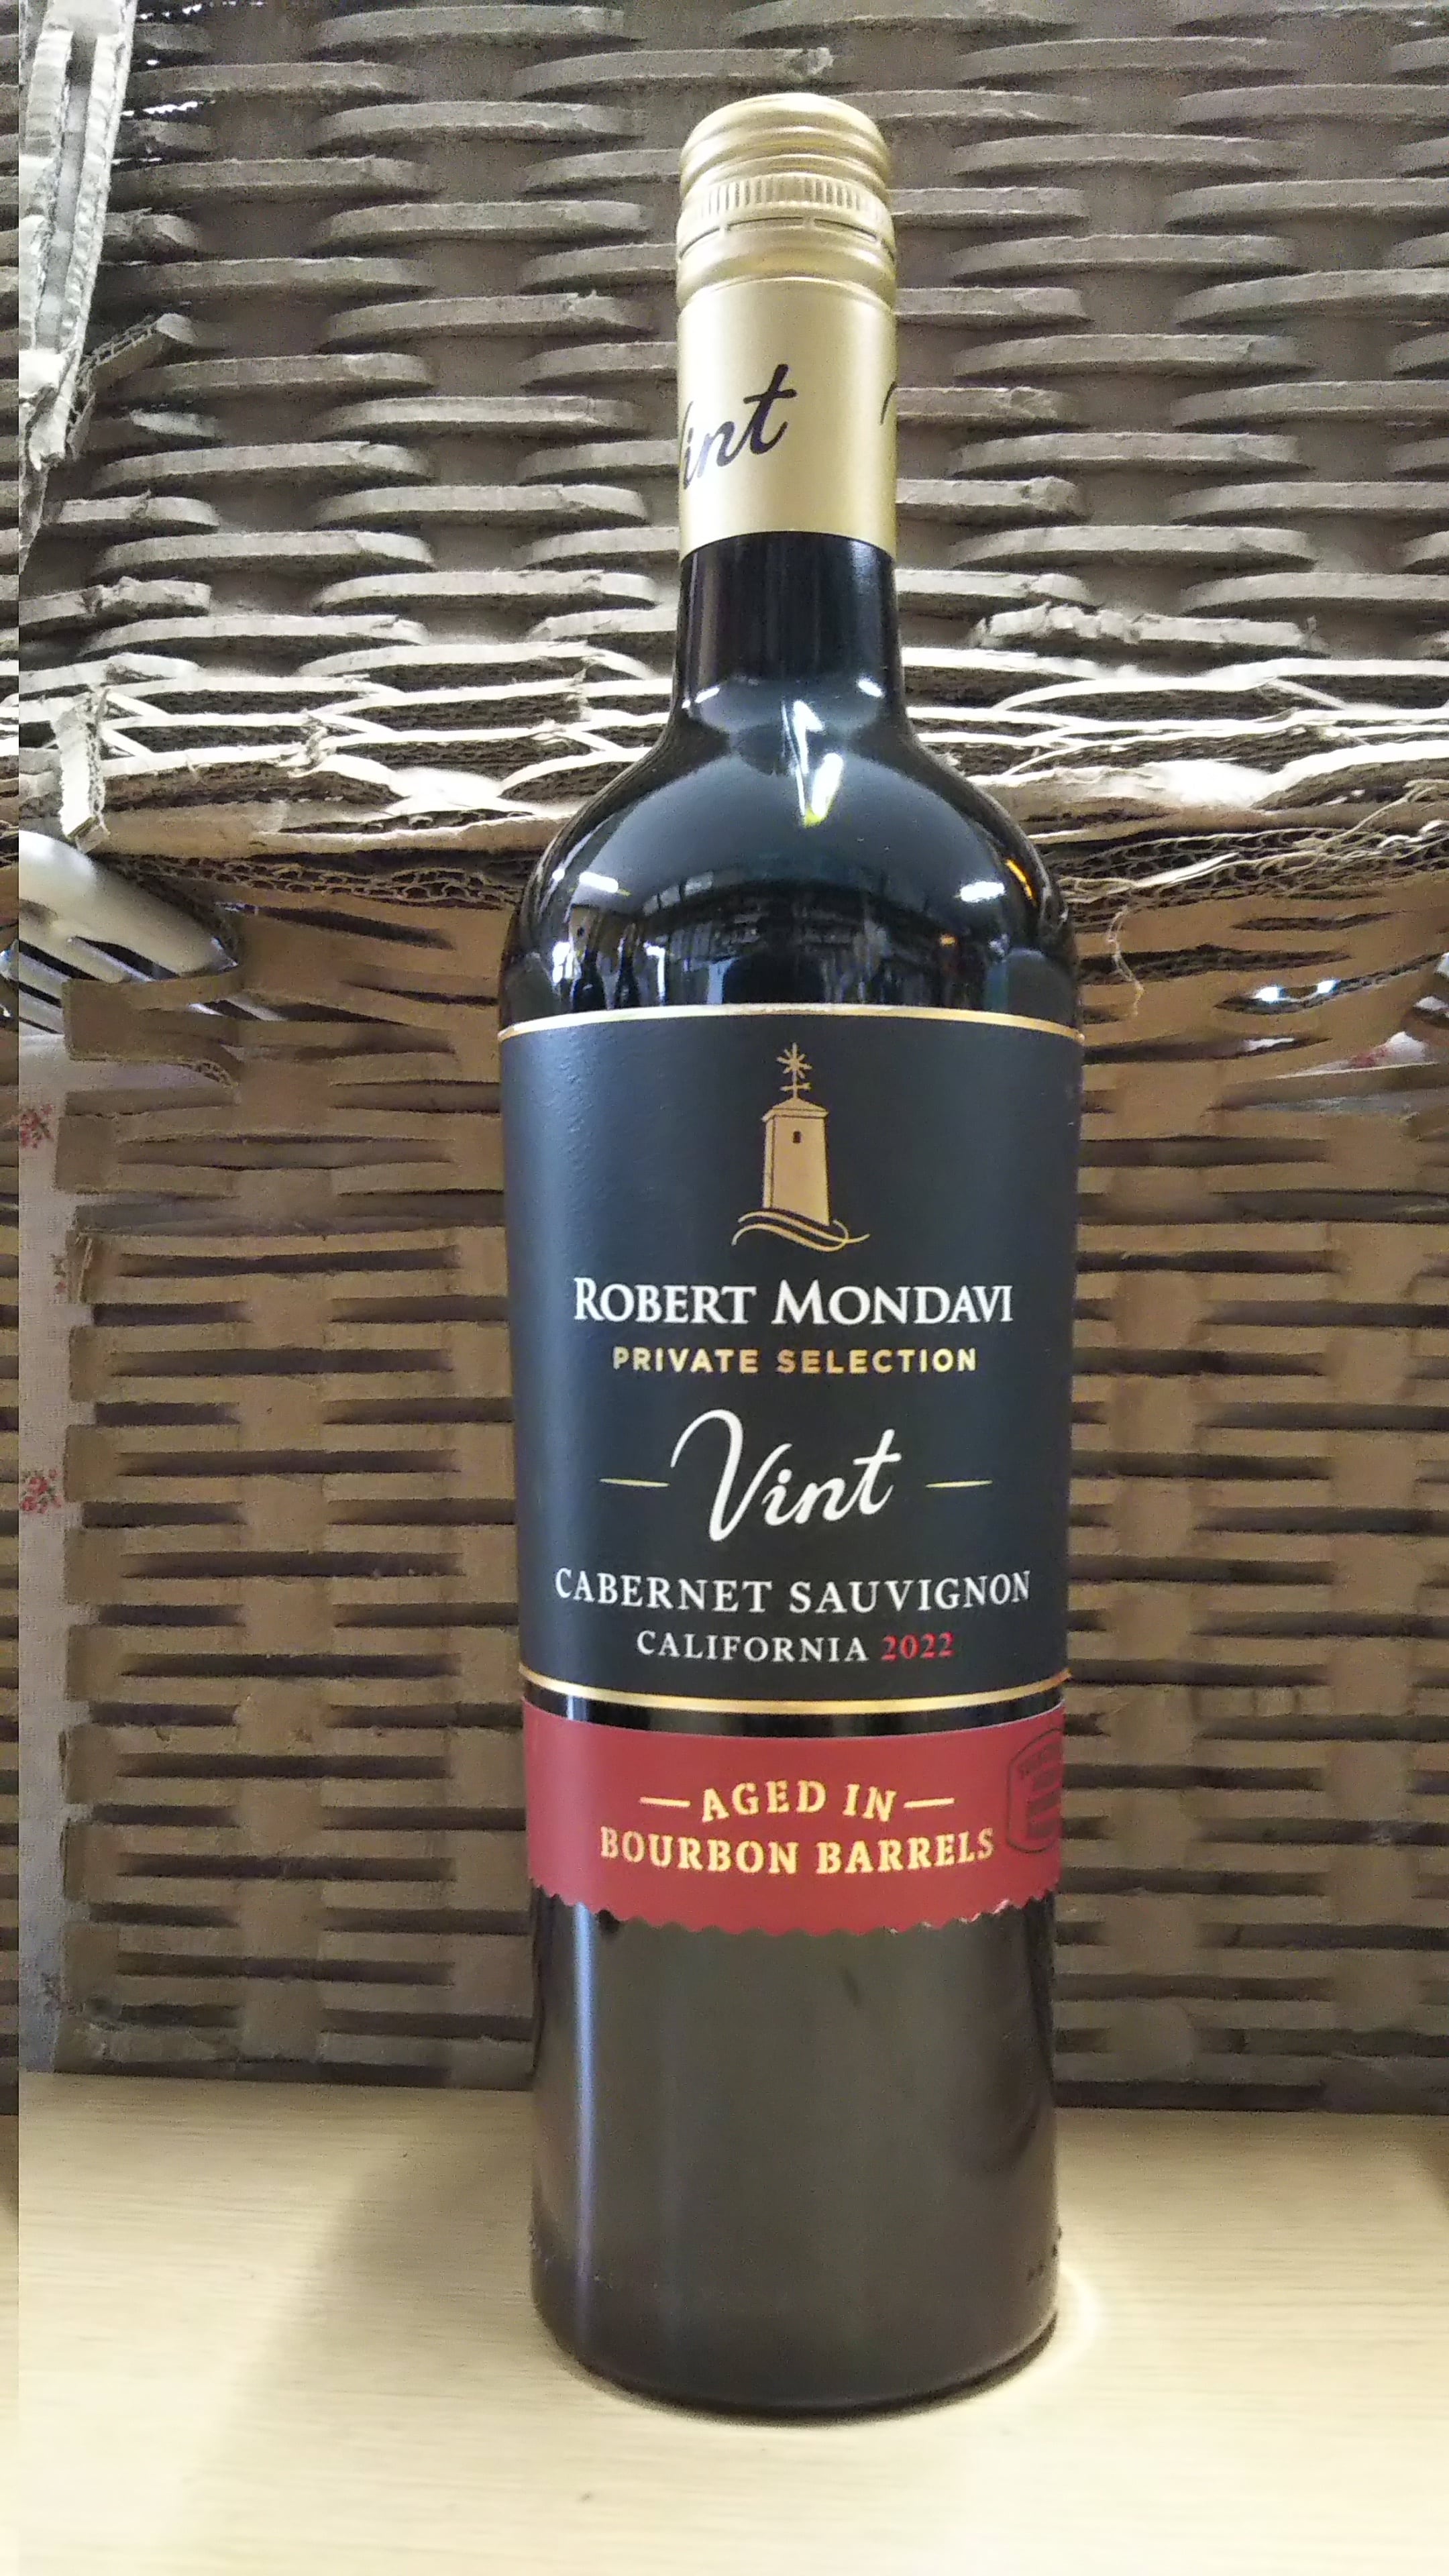 Vint
ROBERT MONDAVI
PRIVATE SELECTION
Vint
CABERNET SAUVIGNON
CALIFORNIA 2022
AGED IN
BOURBON BARRELS